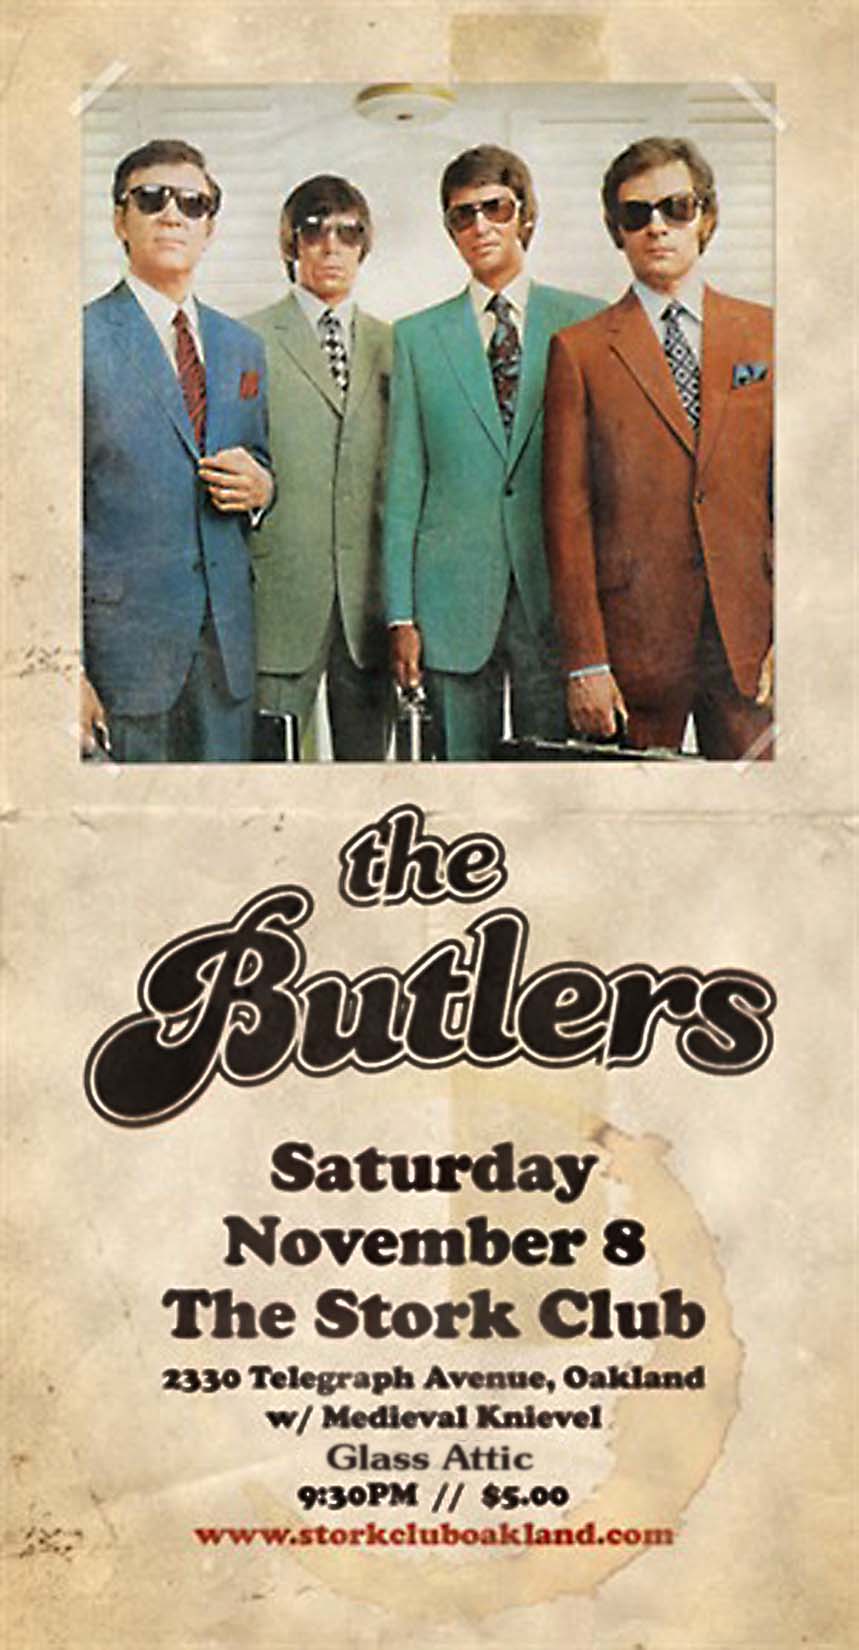 the
Butlers
Saturday
November 8
The Stork Club
2330 Telegraph Avenue, Oakland
w/ Medieval Knievel
Glass Attic
9:30PM // $5.00
www.storkcluboakland.com